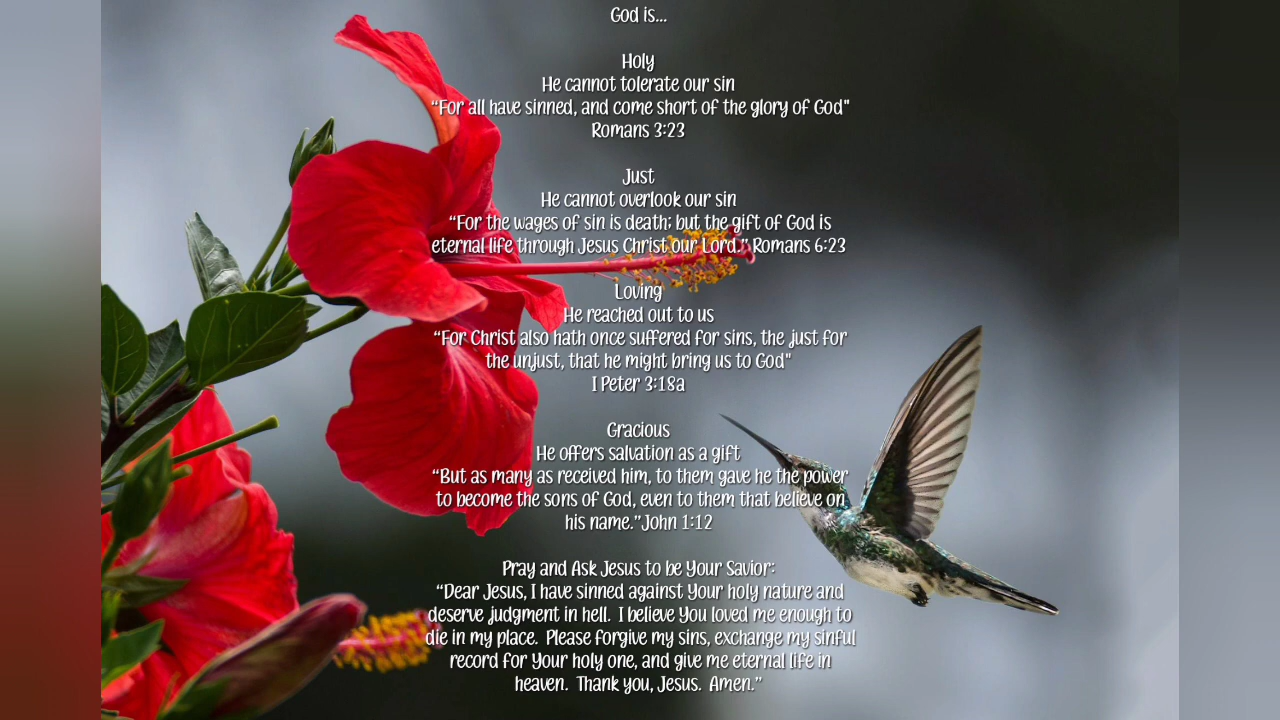 God is...
Holy
He cannot tolerate our sin
“For all have sinned, and come short of the glory of God"
Romans 3:23
Just
He cannot overlook our sin
“For the wages of sin is death; but the gift of God is
eternal life through Jesus Christ our Lord.” Romans 6:23
Loving
He reached out to us
“For Christ also hath once suffered for sins, the just for
the unjust, that he might bring us to God"
I Peter 3:18a
Gracious
He offers salvation as a gift
“But as many as received him, to them gave he the power
to become the sons of God, even to them that believe on
his name.”John 1:12
Pray and Ask Jesus to be Your Savior:
“Dear Jesus, I have sinned against Your holy nature and
deserve judgment in hell. I believe You loved me enough to
die in my place. Please forgive my sins, exchange my sinful
record for Your holy one, and give me eternal life in
heaven. Thank you, Jesus. Amen.”